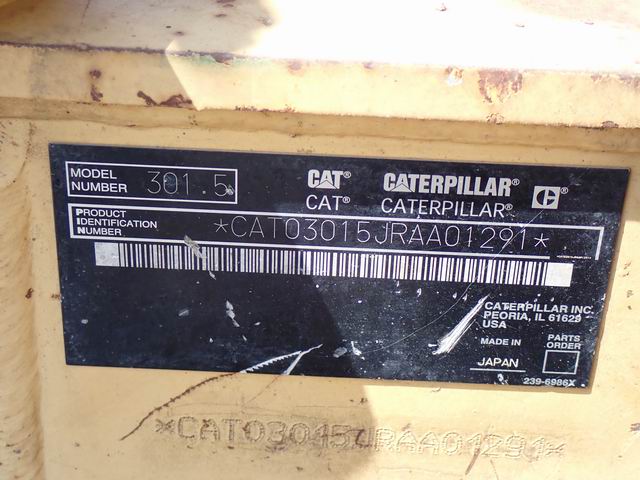 MODEL
NUMBER 301.5
CAT® CATERPILLAR® C®
CAT® CATERPILLAR®
PRODUCT
IDENTIFICATION
NUMBER
*CAT03015JRAA01291*
CATERPILLAR INC.
PEORIA, IL 61629
USA
MADE IN
JAPAN
PARTS
ORDER
239-6986X
*CAT03015JRAA01291*